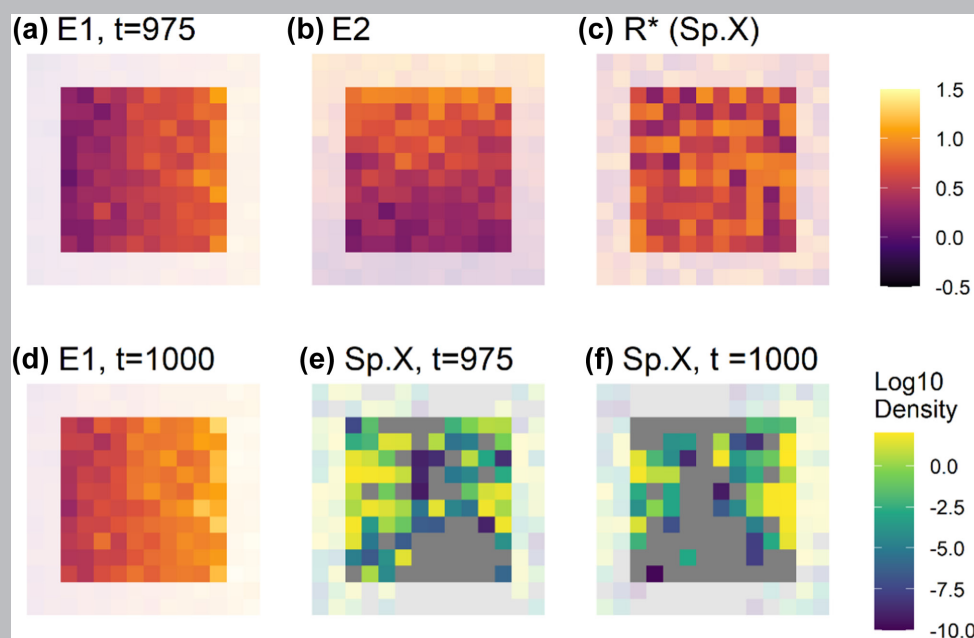 (a) E1, t=975
(b) E2
(c) R* (Sp.X)
1.5
1.0
0.5
0.0
-0.5
(d) E1, t=1000
(e) Sp.X, t=975
(f) Sp.X, t =1000
Log10
Density
0.0
-2.5
-5.0
-7.5
-10.0